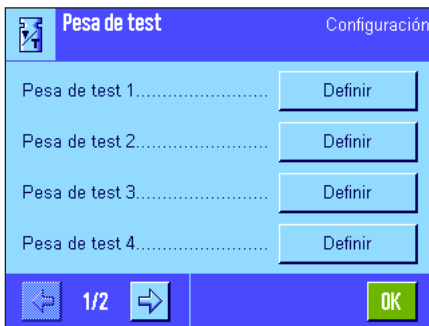 Pesa de test Configuración
Pesa de test 1........................ Definir
Pesa de test 2........................ Definir
Pesa de test 3........................ Definir
Pesa de test 4........................ Definir
1/2 OK